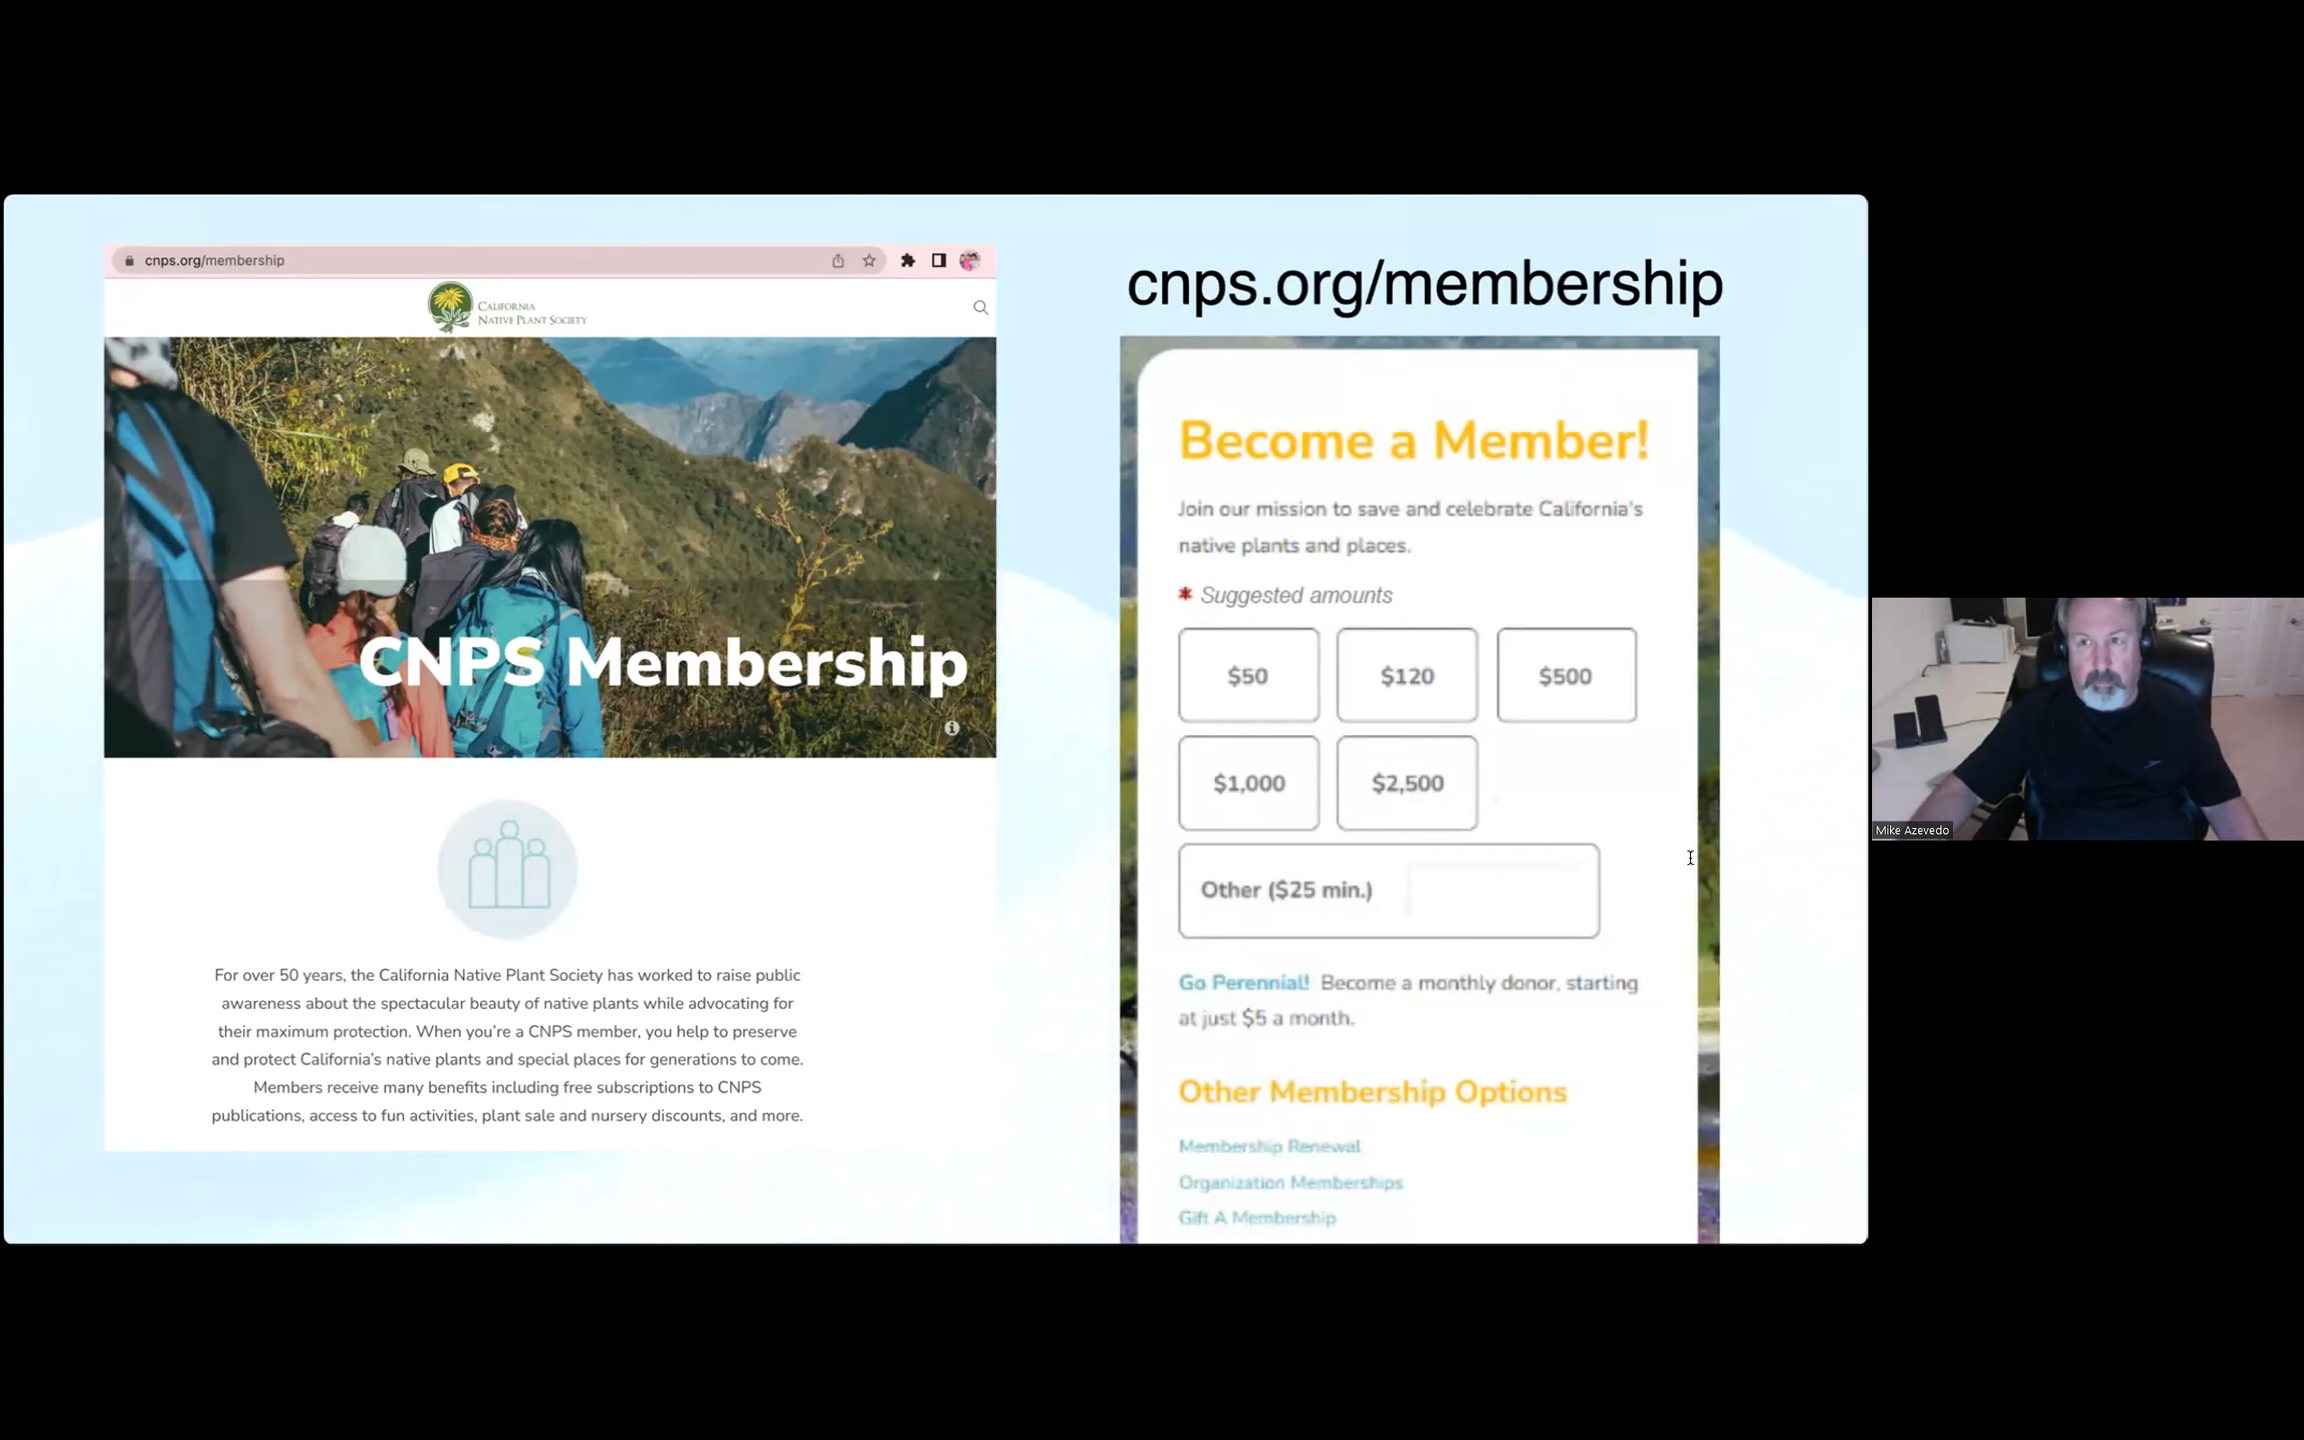 cnps.org/membership
CALIFORNIA
NATIVE PLANT SOCIETY
CNPS Membership
For over 50 years, the California Native Plant Society has worked to raise public
awareness about the spectacular beauty of native plants while advocating for
their maximum protection. When you’re a CNPS member, you help to preserve
and protect California’s native plants and special places for generations to come.
Members receive many benefits including free subscriptions to CNPS
publications, access to fun activities, plant sale and nursery discounts, and more.
cnps.org/membership
Become a Member!
Join our mission to save and celebrate California's
native plants and places.
* Suggested amounts
$50 $120 $500
$1,000 $2,500
Other ($25 min.)
Go Perennial! Become a monthly donor, starting
at just $5 a month.
Other Membership Options
Membership Renewal
Organization Memberships
Gift A Membership
Mike Azevedo